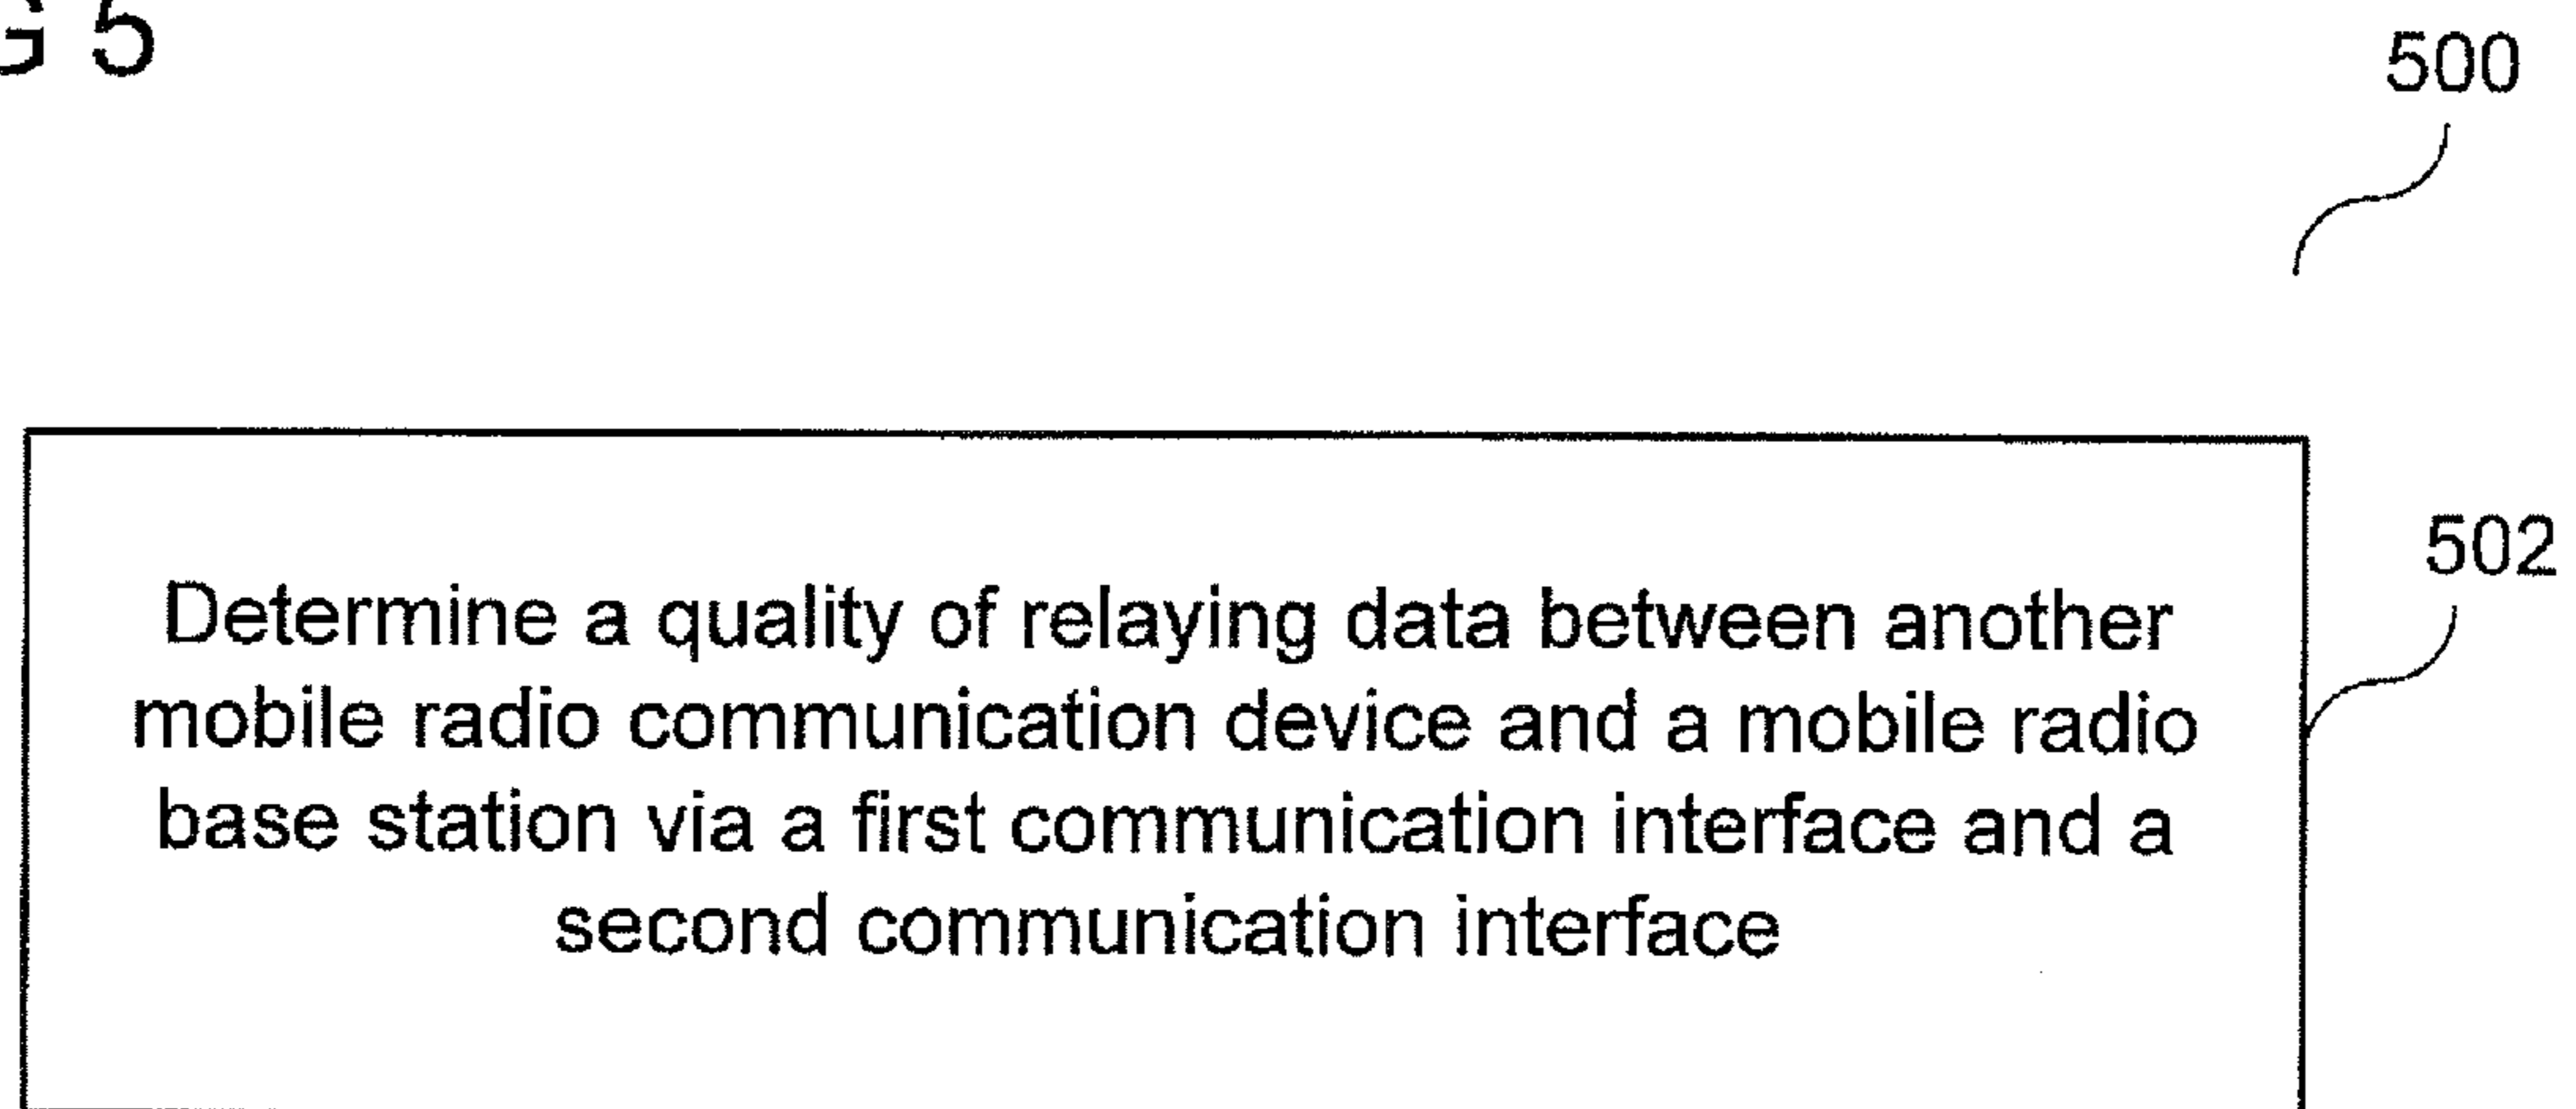 G 5
500
502
Determine a quality of relaying data between another
mobile radio communication device and a mobile radio
base station via a first communication interface and a
second communication interface